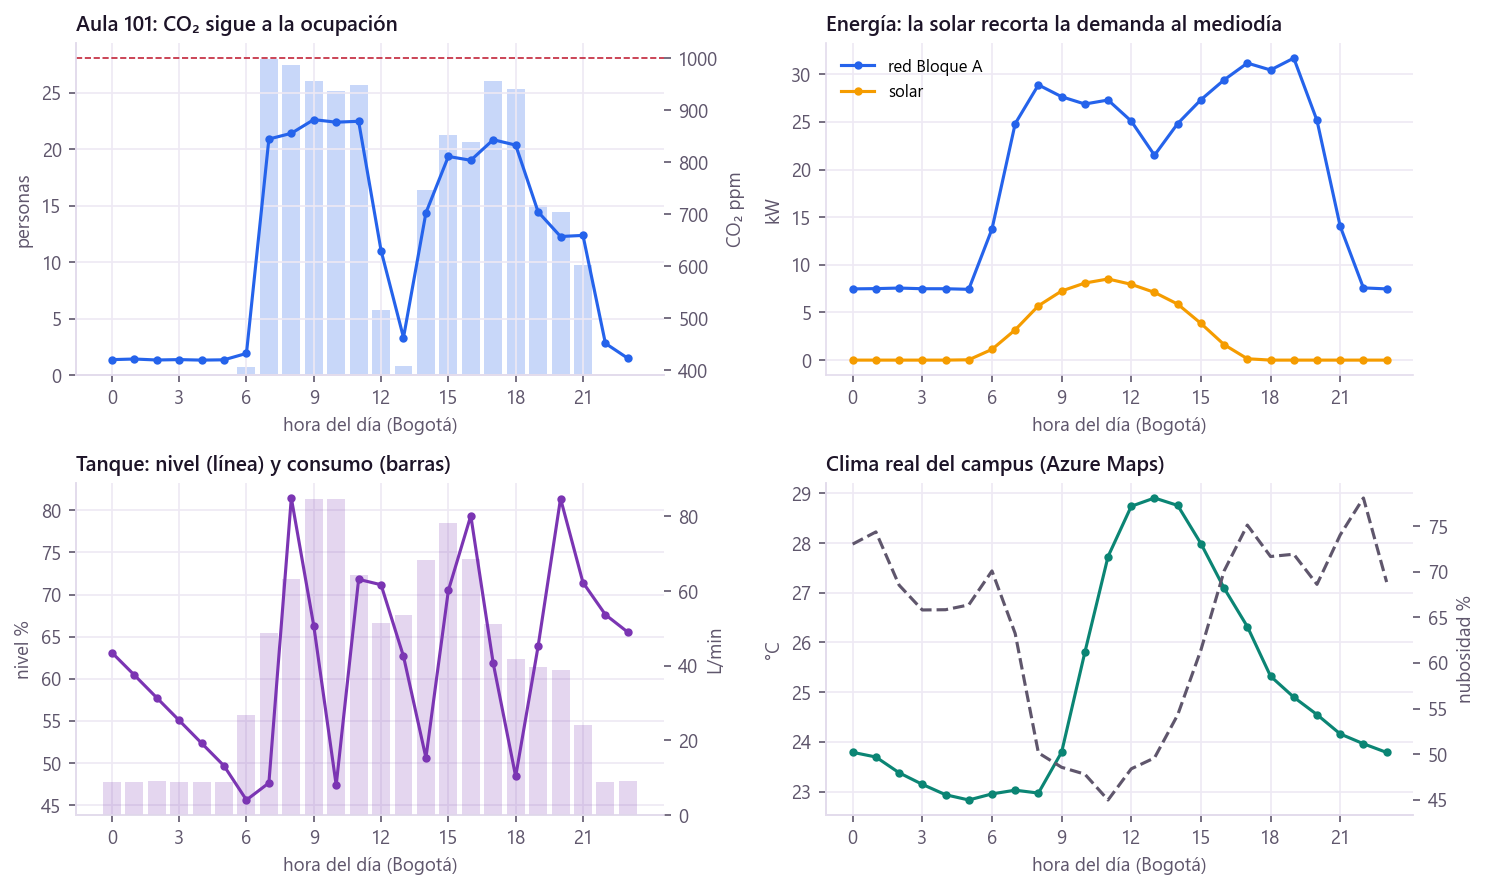 Aula 101: CO₂ sigue a la ocupación
personas
25
20
15
10
5
0
1000
900
800
700
600
500
400
CO₂ ppm
0 3 6 9 12 15 18 21
hora del día (Bogotá)
Energía: la solar recorta la demanda al mediodía
red Bloque A
solar
kW
30
25
20
15
10
5
0
0 3 6 9 12 15 18 21
hora del día (Bogotá)
Tanque: nivel (línea) y consumo (barras)
nivel %
80
75
70
65
60
55
50
45
80
60
40
20
0
L/min
0 3 6 9 12 15 18 21
hora del día (Bogotá)
Clima real del campus (Azure Maps)
°C
29
28
27
26
25
24
23
75
70
65
60
55
50
45
nubosidad %
0 3 6 9 12 15 18 21
hora del día (Bogotá)